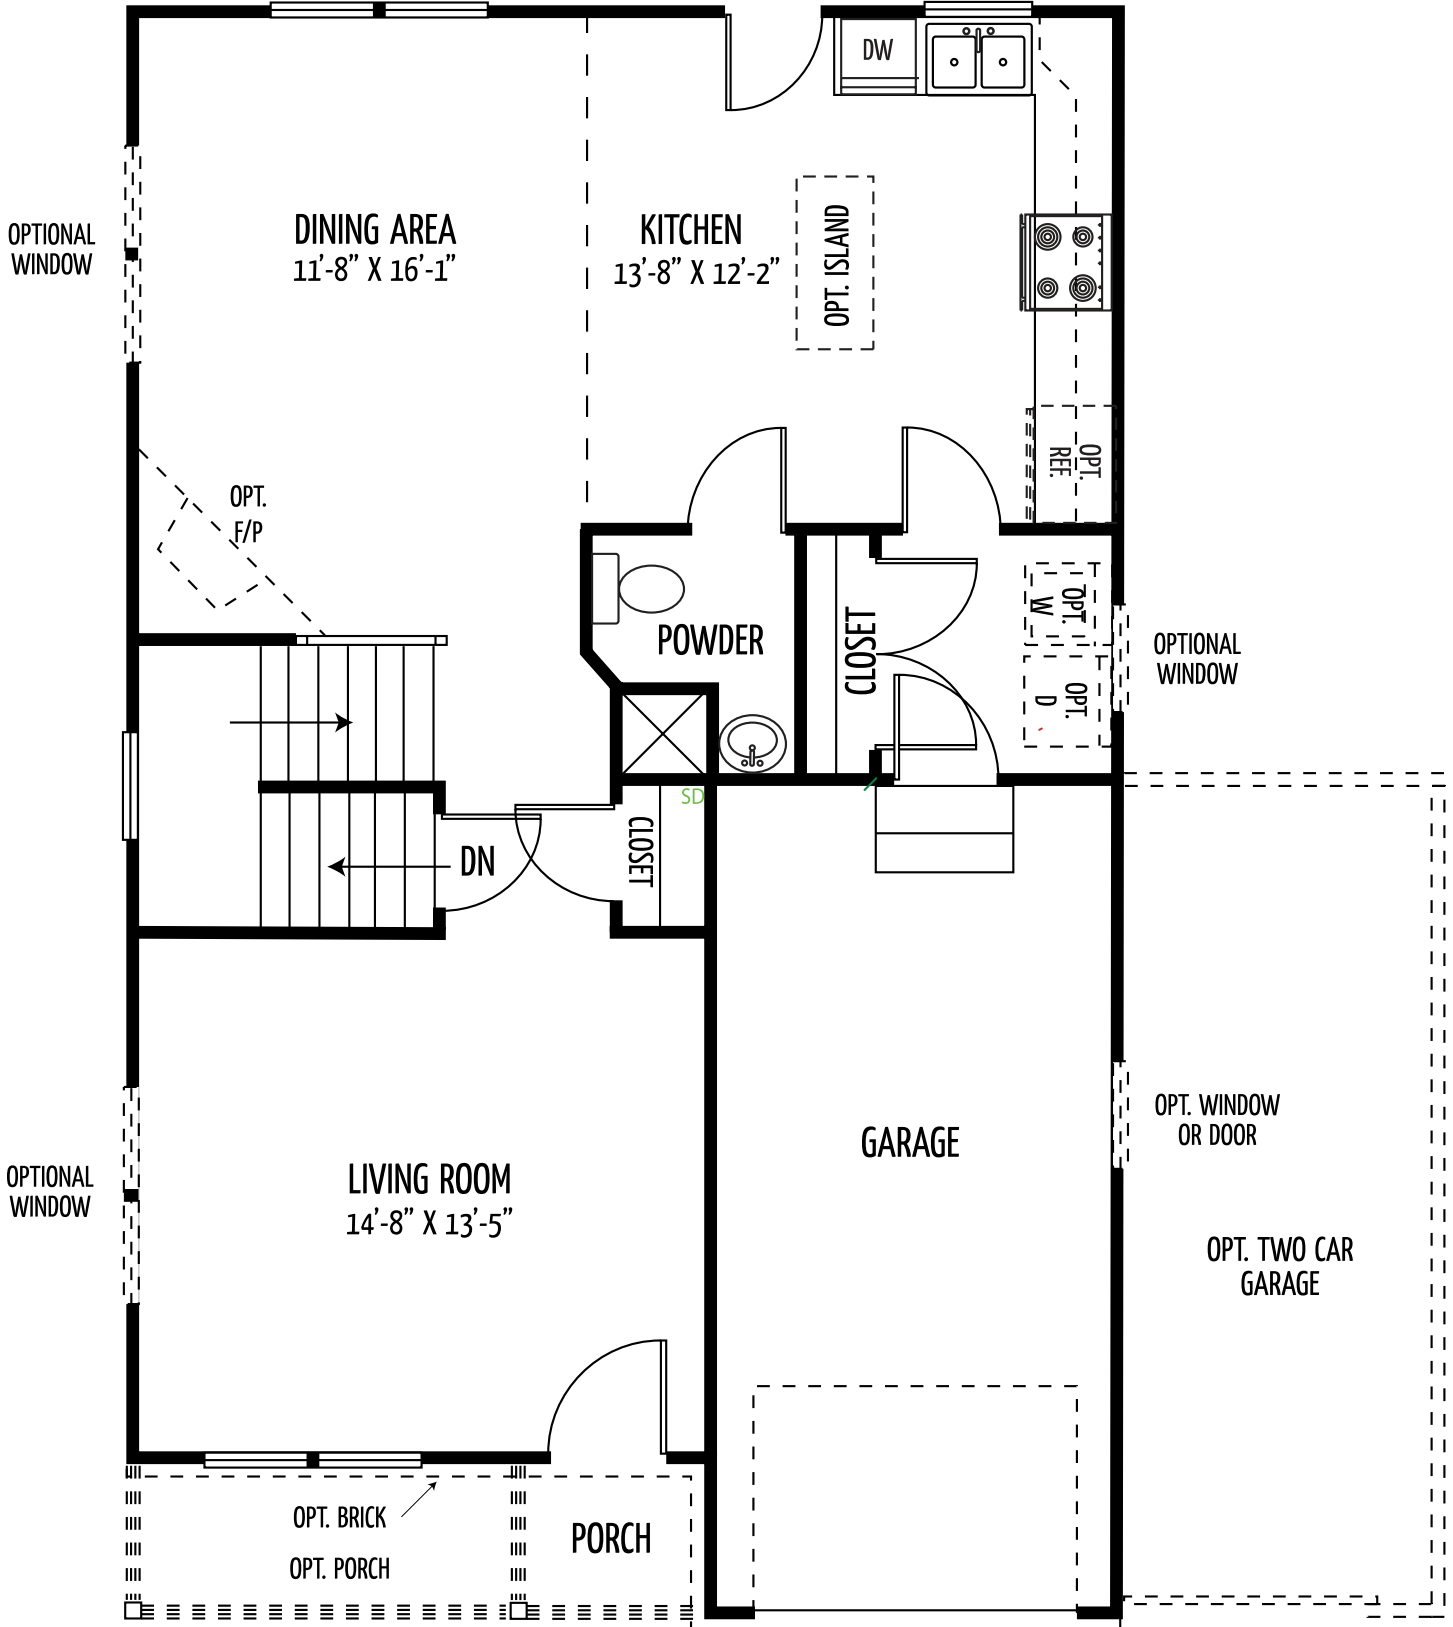 DW
DINING AREA
11'-8” X 16'-1”
KITCHEN
13'-8” X 12'-2”
OPT. ISLAND
OPTIONAL
WINDOW
OPT.
REF.
OPT.
F/P
POWDER
CLOSET
OPT.
W
OPT.
D
OPTIONAL
WINDOW
SD
CLOSET
DN
OPT. WINDOW
OR DOOR
GARAGE
LIVING ROOM
14'-8” X 13'-5”
OPTIONAL
WINDOW
OPT. TWO CAR
GARAGE
OPT. BRICK
OPT. PORCH
PORCH